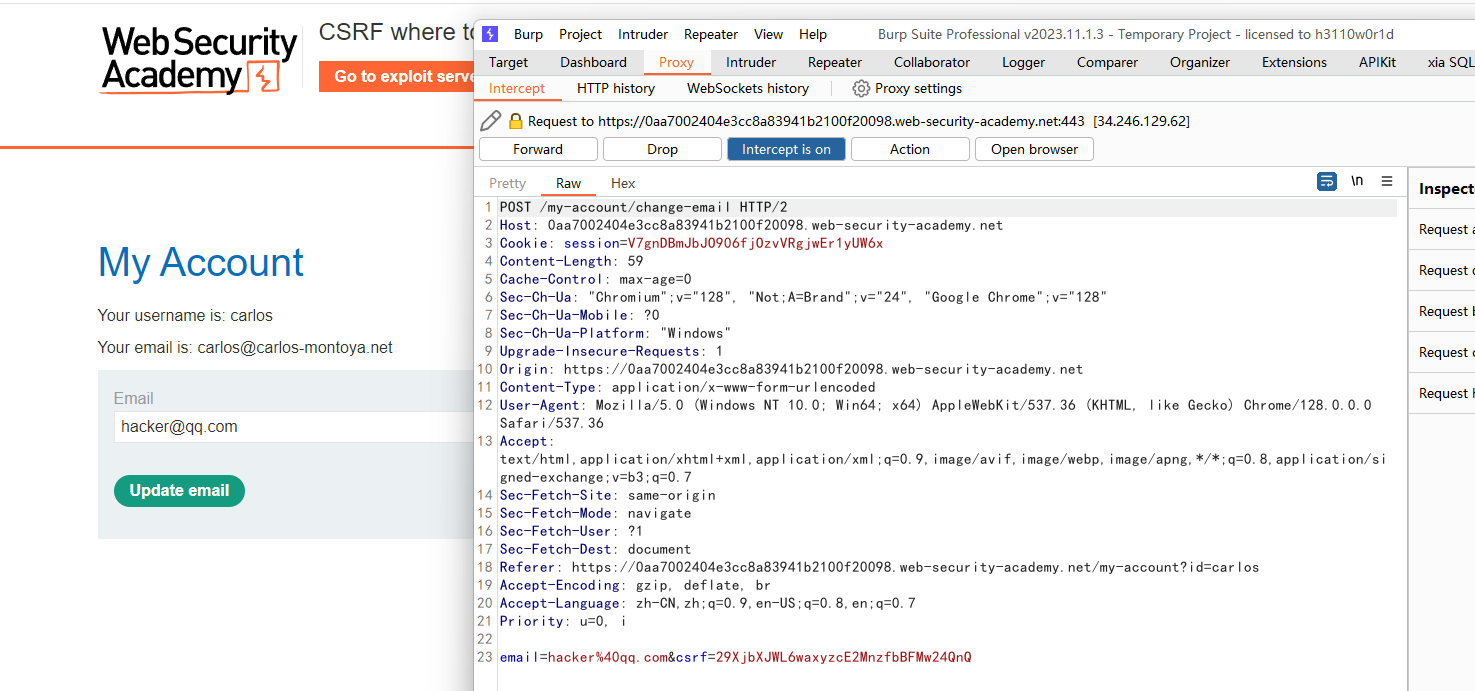 Web Security
Academy
CSRF where to
Go to exploit serve
My Account
Your username is: carlos
Your email is: carlos@carlos-montoya.net
Email
hacker@qq.com
Update email
Burp Project Intruder Repeater View Help Burp Suite Professional v2023.11.1.3 - Temporary Project - licensed to h3110w0r1d
Target Dashboard Proxy Intruder Repeater Collaborator Logger Comparer Organizer Extensions APIKit xia SQL
Intercept HTTP history WebSockets history Proxy settings
Request to https://0aa7002404e3cc8a83941b2100f20098.web-security-academy.net:443 [34.246.129.62]
Forward Drop Intercept is on Action Open browser
Pretty Raw Hex \n
1 POST /my-account/change-email HTTP/2
2 Host: 0aa7002404e3cc8a83941b2100f20098.web-security-academy.net
3 Cookie: session=V7gnDBmJbJO906fjOzvVRgjwEr1yUW6x
4 Content-Length: 59
5 Cache-Control: max-age=0
6 Sec-Ch-Ua: "Chromium";v="128", "Not;A=Brand";v="24", "Google Chrome";v="128"
7 Sec-Ch-Ua-Mobile: ?0
8 Sec-Ch-Ua-Platform: "Windows"
9 Upgrade-Insecure-Requests: 1
10 Origin: https://0aa7002404e3cc8a83941b2100f20098.web-security-academy.net
11 Content-Type: application/x-www-form-urlencoded
12 User-Agent: Mozilla/5.0 (Windows NT 10.0; Win64; x64) AppleWebKit/537.36 (KHTML, like Gecko) Chrome/128.0.0.0
Safari/537.36
13 Accept:
text/html,application/xhtml+xml,application/xml;q=0.9,image/avif,image/webp,image/apng,*/*;q=0.8,application/si
gned-exchange;v=b3;q=0.7
14 Sec-Fetch-Site: same-origin
15 Sec-Fetch-Mode: navigate
16 Sec-Fetch-User: ?1
17 Sec-Fetch-Dest: document
18 Referer: https://0aa7002404e3cc8a83941b2100f20098.web-security-academy.net/my-account?id=carlos
19 Accept-Encoding: gzip, deflate, br
20 Accept-Language: zh-CN,zh;q=0.9,en-US;q=0.8,en;q=0.7
21 Priority: u=0, i
22
23 email=hacker%40qq.com&csrf=29XjbXJWL6waxyzcE2MnzfbBFMw24QnQ
Inspect
Request a
Request c
Request b
Request c
Request h